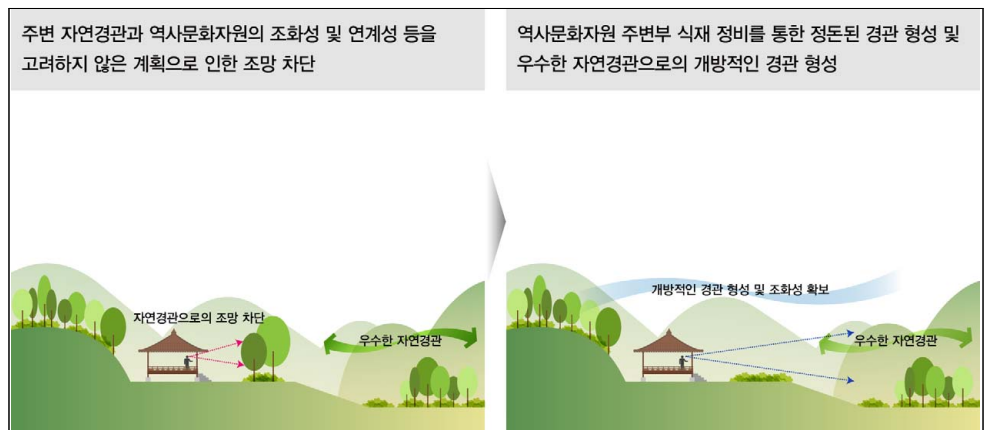 주변 자연경관과 역사문화자원의 조화성 및 연계성 등을
고려하지 않은 계획으로 인한 조망 차단
자연경관으로의 조망 차단
우수한 자연경관
역사문화자원 주변부 식재 정비를 통한 정돈된 경관 형성 및
우수한 자연경관으로의 개방적인 경관 형성
개방적인 경관 형성 및 조화성 확보
우수한 자연경관